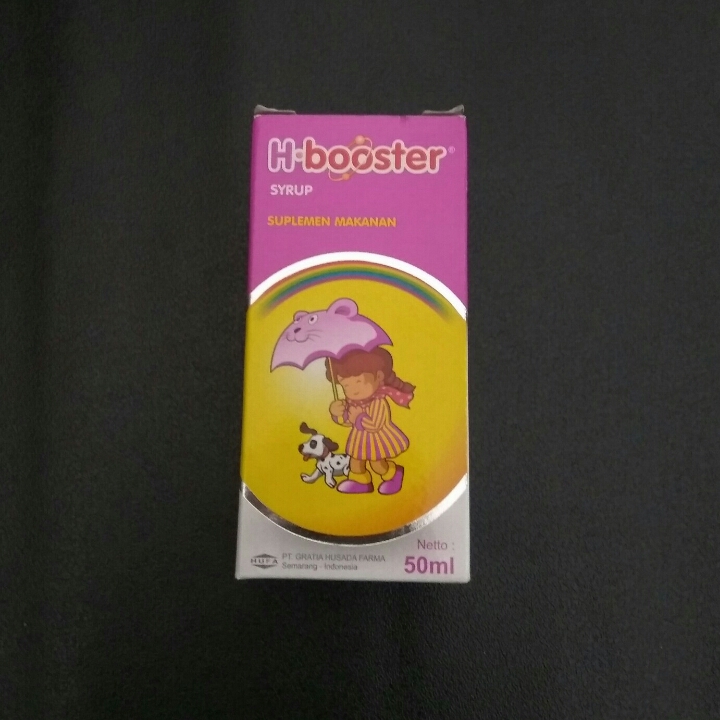 H-booster®
SYRUP
SUPLEMEN MAKANAN
HUFA
PT. GRATIA HUSADA FARMA
Semarang - Indonesia
Netto :
50ml